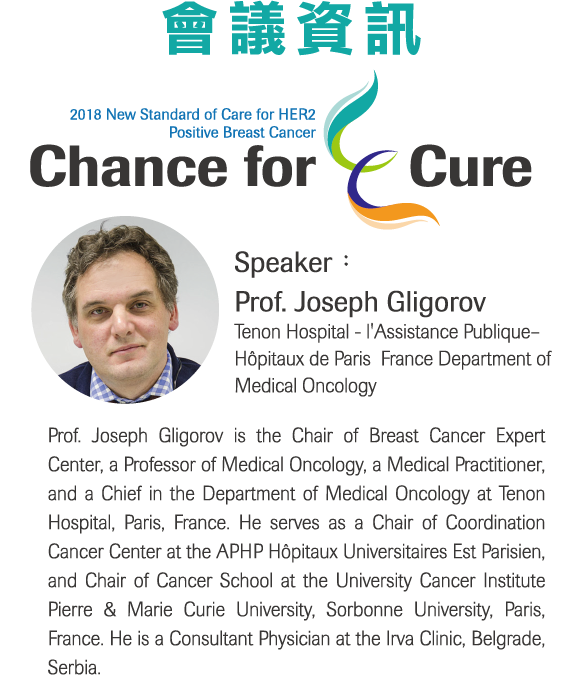 會議資訊
2018 New Standard of Care for HER2
Positive Breast Cancer
Chance for Cure
Speaker：
Prof. Joseph Gligorov
Tenon Hospital - l'Assistance Publique–
Hôpitaux de Paris  France Department of
Medical Oncology
Prof. Joseph Gligorov is the Chair of Breast Cancer Expert
Center, a Professor of Medical Oncology, a Medical Practitioner,
and a Chief in the Department of Medical Oncology at Tenon
Hospital, Paris, France. He serves as a Chair of Coordination
Cancer Center at the APHP Hôpitaux Universitaires Est Parisien,
and Chair of Cancer School at the University Cancer Institute
Pierre & Marie Curie University, Sorbonne University, Paris,
France. He is a Consultant Physician at the Irva Clinic, Belgrade,
Serbia.